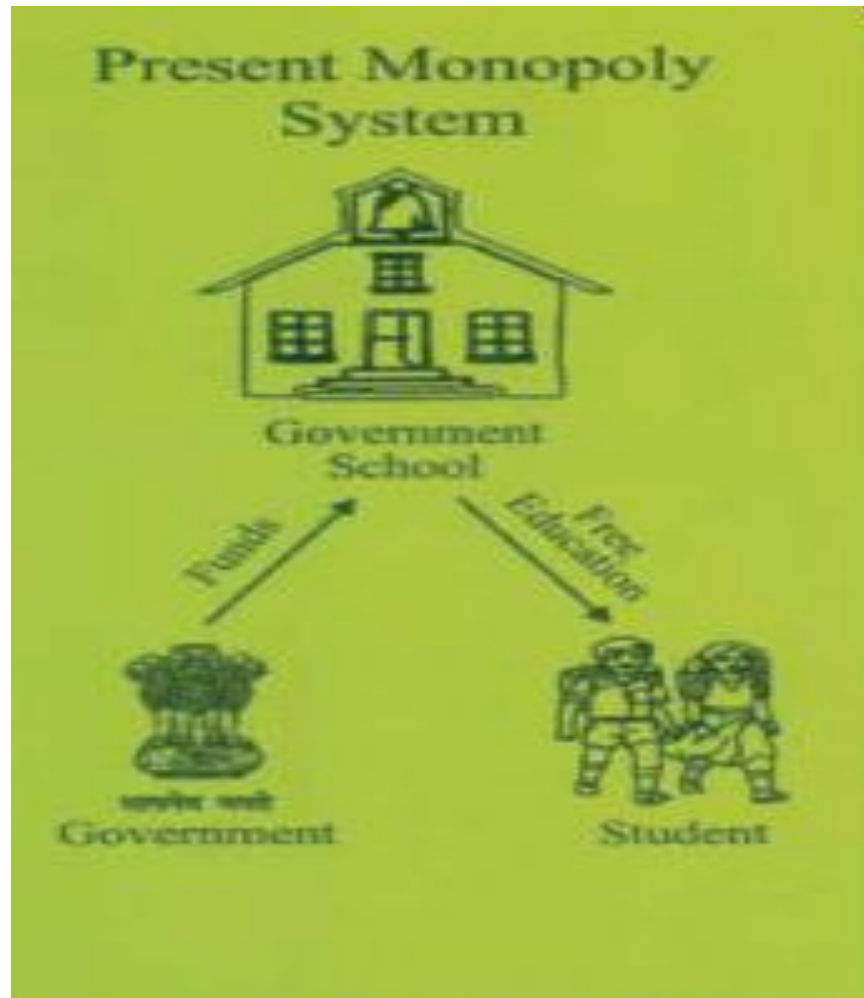 Present Monopoly
System
Government
School
Funds
Free
Education
Government
Student